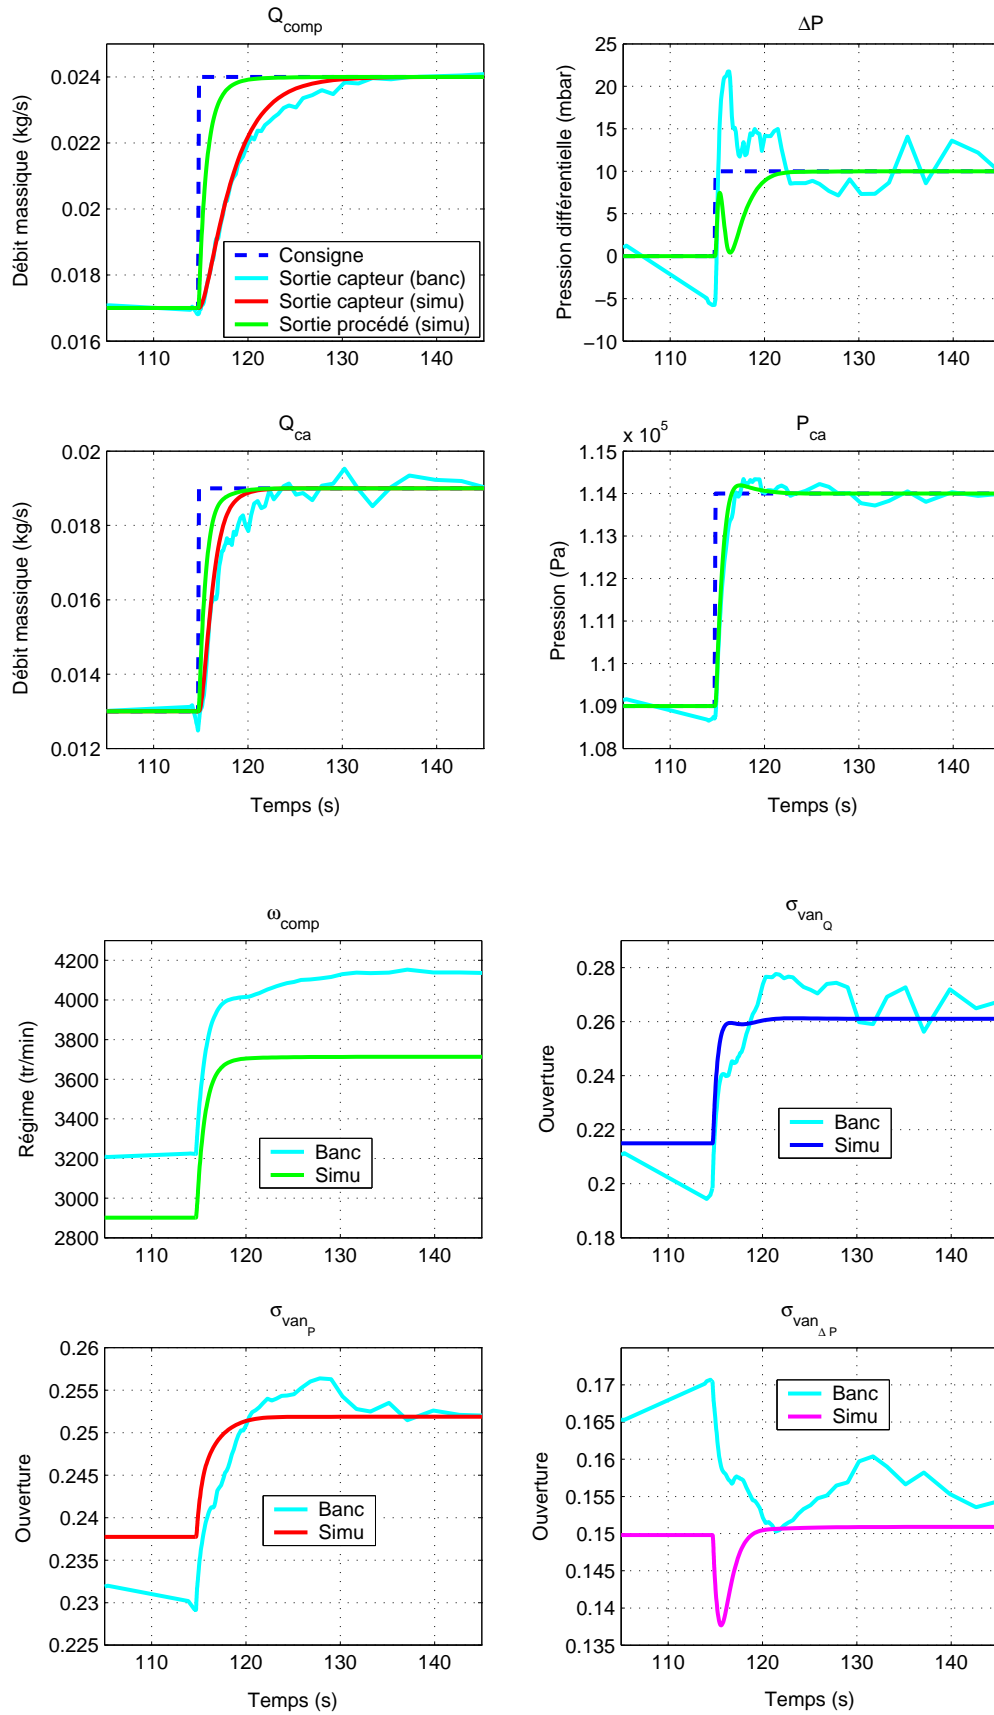 Q_comp
0.024
0.022
0.02
0.018
0.016
110 120 130 140
Débit massique (kg/s)
Consigne
Sortie capteur (banc)
Sortie capteur (simu)
Sortie procédé (simu)
ΔP
25
20
15
10
5
0
−5
−10
110 120 130 140
Pression différentielle (mbar)
Q_ca
0.02
0.018
0.016
0.014
0.012
110 120 130 140
Débit massique (kg/s)
Temps (s)
P_ca
x 10^5
1.15
1.14
1.13
1.12
1.11
1.1
1.09
1.08
110 120 130 140
Pression (Pa)
Temps (s)
ω_comp
4200
4000
3800
3600
3400
3200
3000
2800
110 120 130 140
Régime (tr/min)
Banc
Simu
σ_van_Q
0.28
0.26
0.24
0.22
0.2
0.18
110 120 130 140
Ouverture
Banc
Simu
σ_van_P
0.26
0.255
0.25
0.245
0.24
0.235
0.23
0.225
110 120 130 140
Ouverture
Banc
Simu
Temps (s)
σ_van_ΔP
0.17
0.165
0.16
0.155
0.15
0.145
0.14
0.135
110 120 130 140
Ouverture
Banc
Simu
Temps (s)